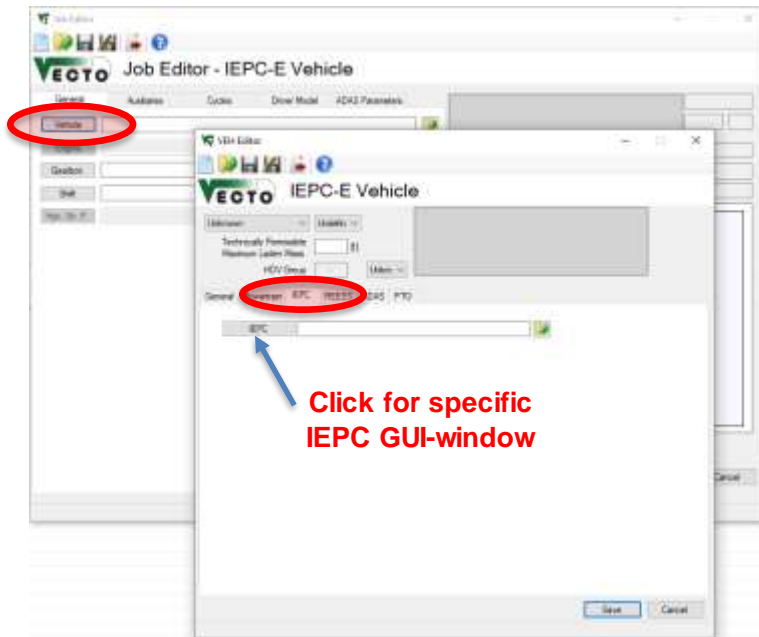 VECTO Job Editor - IEPC-E Vehicle
General Auxiliaries Cycles Driver Model ADAS Parameters
Vehicle
Gearbox
Shift
VEH Editor
VECTO IEPC-E Vehicle
Unknown
Technically Permissible
Maximum Laden Mass
HDV Group
General Powertrain IEPC REESS ADAS PTO
IEPC
Click for specific
IEPC GUI-window
Cancel
Save Cancel